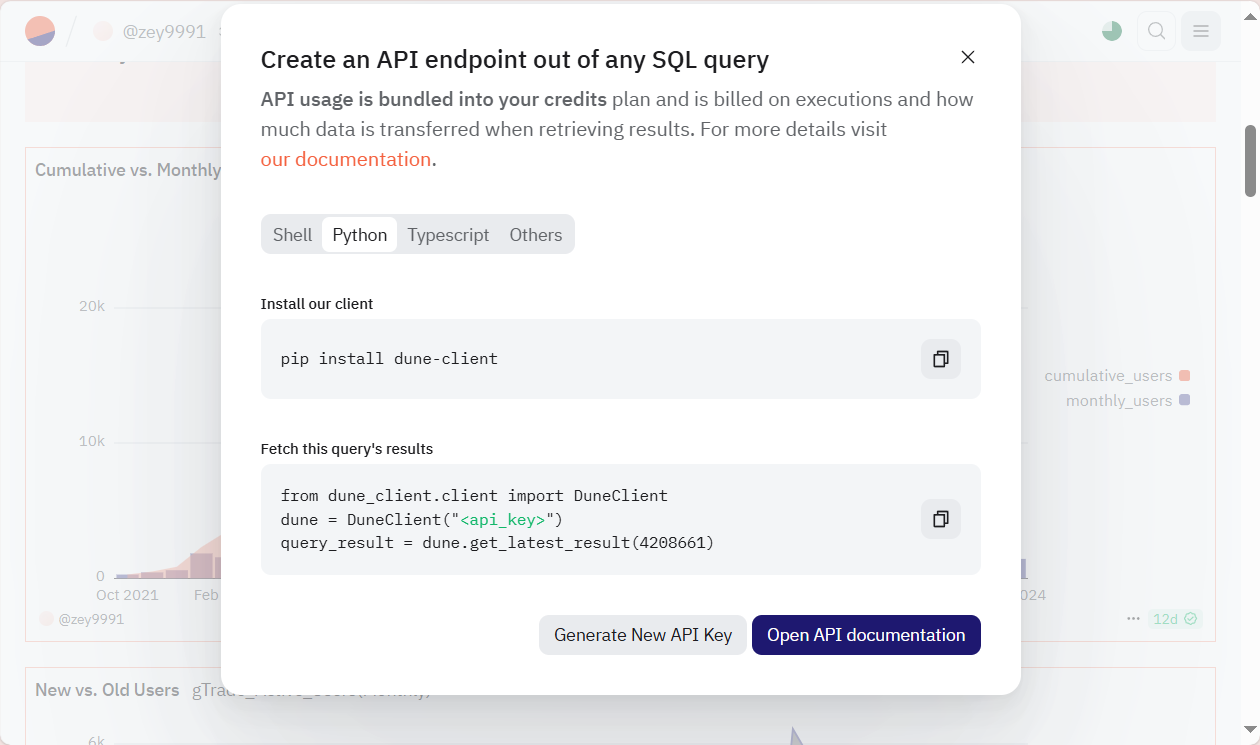 @zey9991
Create an API endpoint out of any SQL query
API usage is bundled into your credits plan and is billed on executions and how
much data is transferred when retrieving results. For more details visit
our documentation.
Cumulative vs. Monthly
Shell Python Typescript Others
Install our client
20k
pip install dune-client
cumulative_users
monthly_users
10k
Fetch this query's results
from dune_client.client import DuneClient
dune = DuneClient("<api_key>")
query_result = dune.get_latest_result(4208661)
0
Oct 2021 Feb 024
@zey9991
12d
Generate New API Key Open API documentation
New vs. Old Users
6k